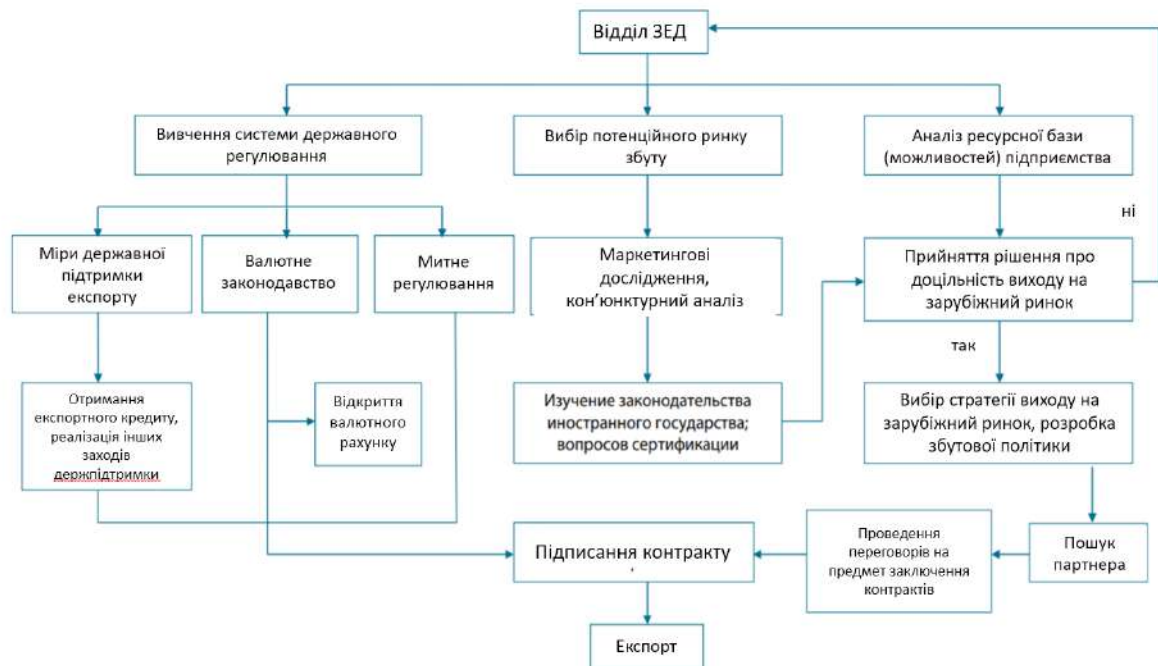 Відділ ЗЕД
Вивчення системи державного
регулювання
Вибір потенційного ринку
збуту
Аналіз ресурсної бази
(можливостей) підприємства
ні
Міри державної
підтримки
експорту
Валютне
законодавство
Митне
регулювання
Маркетингові
дослідження,
кон’юнктурний аналіз
Прийняття рішення про
доцільність виходу на
зарубіжний ринок
так
Отримання
експортного кредиту,
реалізація інших
заходів
держпідтримки
Відкриття
валютного
рахунку
Изучение законодательства
иностранного государства;
вопросов сертификации
Вибір стратегії виходу на
зарубіжний ринок, розробка
збутової політики
Підписання контракту
Проведення
переговорів на
предмет заключення
контрактів
Пошук
партнера
Експорт